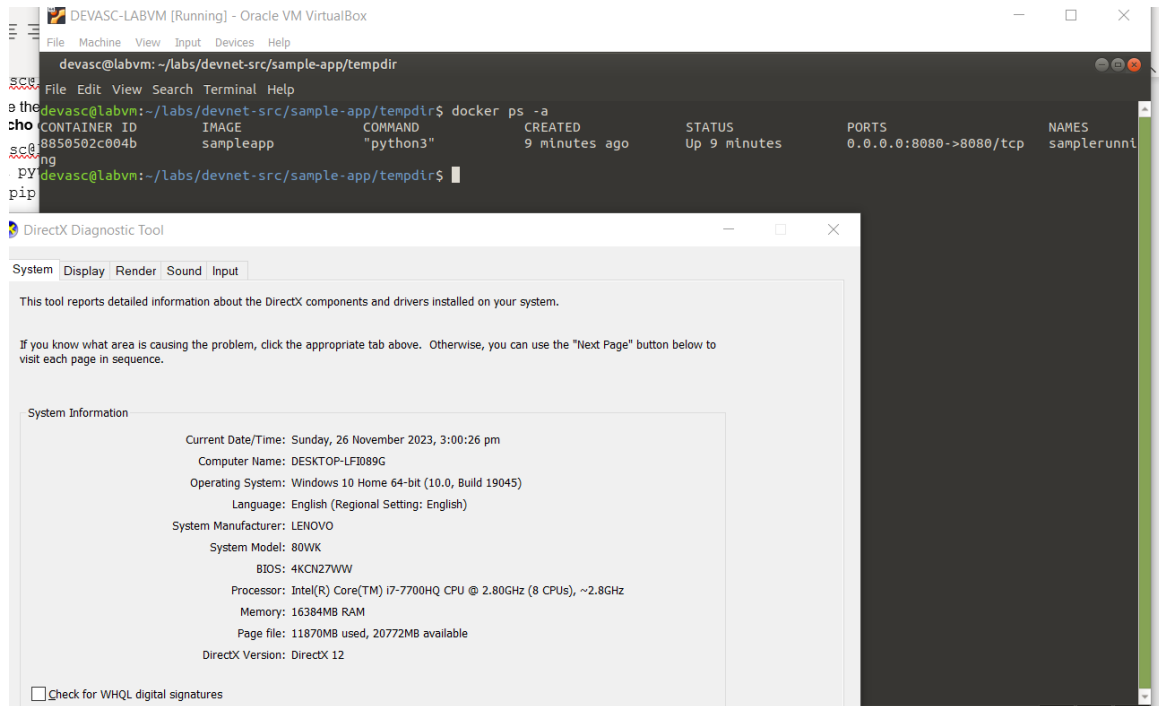 DEVASC-LABVM [Running] - Oracle VM VirtualBox
File Machine View Input Devices Help
devasc@labvm: ~/labs/devnet-src/sample-app/tempdir
File Edit View Search Terminal Help
devasc@labvm:~/labs/devnet-src/sample-app/tempdir$ docker ps -a
CONTAINER ID IMAGE COMMAND CREATED STATUS PORTS NAMES
8850502c004b sampleapp "python3" 9 minutes ago Up 9 minutes 0.0.0.0:8080->8080/tcp samplerunni
ng
devasc@labvm:~/labs/devnet-src/sample-app/tempdir$
e the
pip
DirectX Diagnostic Tool
System Display Render Sound Input
This tool reports detailed information about the DirectX components and drivers installed on your system.
If you know what area is causing the problem, click the appropriate tab above. Otherwise, you can use the "Next Page" button below to
visit each page in sequence.
System Information
Current Date/Time: Sunday, 26 November 2023, 3:00:26 pm
Computer Name: DESKTOP-LFI089G
Operating System: Windows 10 Home 64-bit (10.0, Build 19045)
Language: English (Regional Setting: English)
System Manufacturer: LENOVO
System Model: 80WK
BIOS: 4KCN27WW
Processor: Intel(R) Core(TM) i7-7700HQ CPU @ 2.80GHz (8 CPUs), ~2.8GHz
Memory: 16384MB RAM
Page file: 11870MB used, 20772MB available
DirectX Version: DirectX 12
Check for WHQL digital signatures